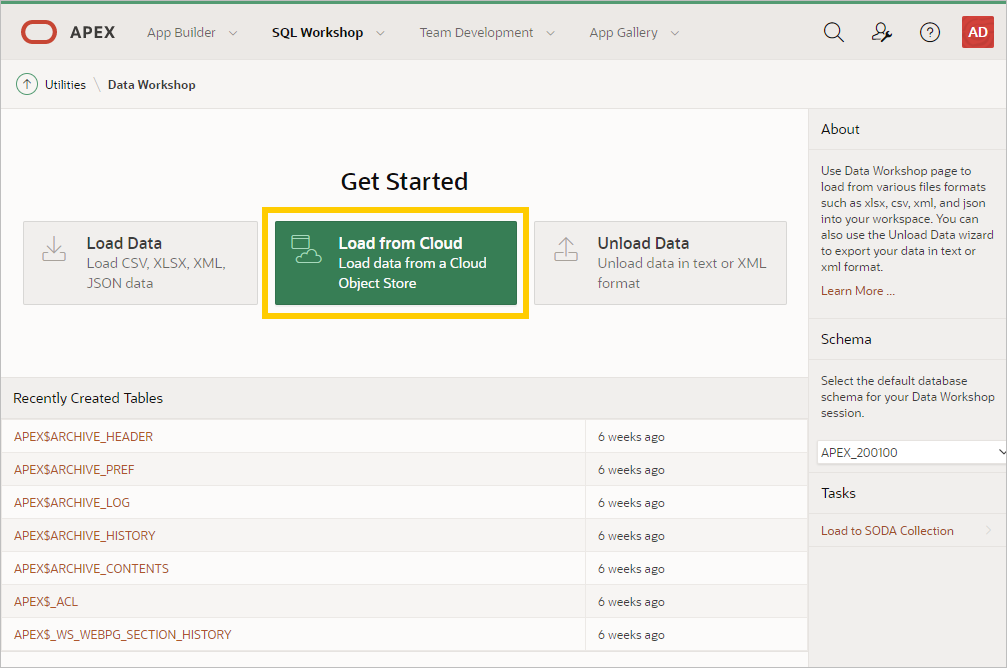 APEX
App Builder
SQL Workshop
Team Development
App Gallery
?
AD
Utilities \ Data Workshop
Get Started
Load Data
Load CSV, XLSX, XML,
JSON data
Load from Cloud
Load data from a Cloud
Object Store
Unload Data
Unload data in text or XML
format
Recently Created Tables
APEX$ARCHIVE_HEADER 6 weeks ago
APEX$ARCHIVE_PREF 6 weeks ago
APEX$ARCHIVE_LOG 6 weeks ago
APEX$ARCHIVE_HISTORY 6 weeks ago
APEX$ARCHIVE_CONTENTS 6 weeks ago
APEX$_ACL 6 weeks ago
APEX$_WS_WEBPG_SECTION_HISTORY 6 weeks ago
About
Use Data Workshop page to
load from various files formats
such as xlsx, csv, xml, and json
into your workspace. You can
also use the Unload Data wizard
to export your data in text or
xml format.
Learn More ...
Schema
Select the default database
schema for your Data Workshop
session.
APEX_200100
Tasks
Load to SODA Collection